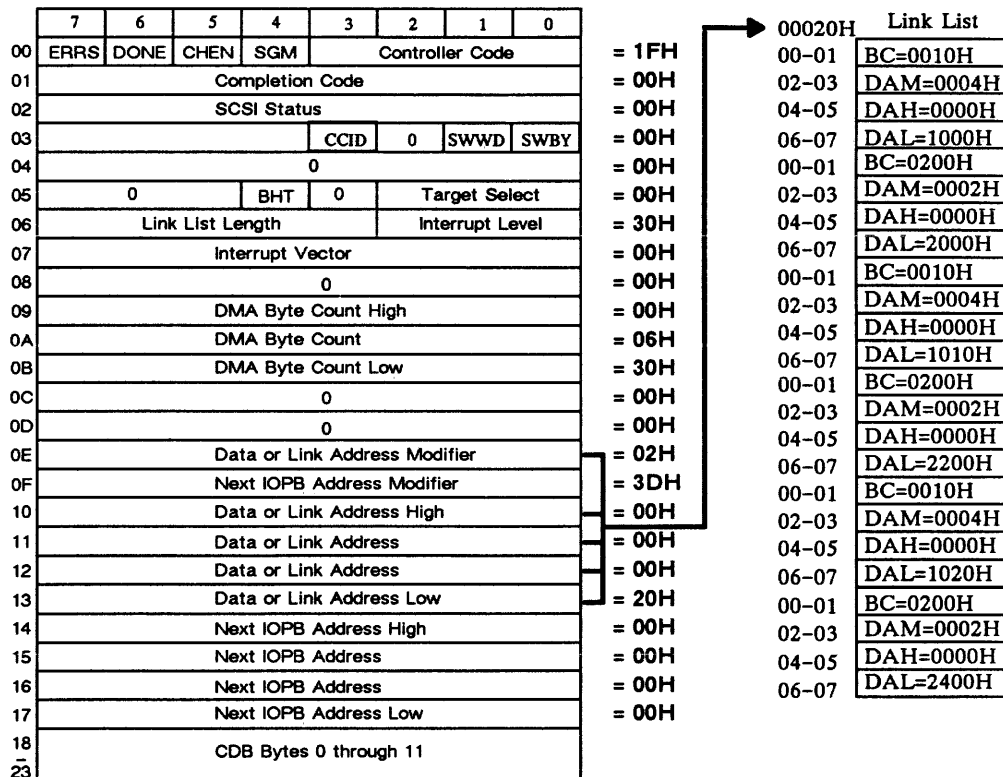 7 6 5 4 3 2 1 0
00 ERRS DONE CHEN SGM Controller Code = 1FH
01 Completion Code = 00H
02 SCSI Status = 00H
03 CCID 0 SWWD SWBY = 00H
04 0 = 00H
05 0 BHT 0 Target Select = 00H
06 Link List Length Interrupt Level = 30H
07 Interrupt Vector = 00H
08 0 = 00H
09 DMA Byte Count High = 00H
0A DMA Byte Count = 06H
0B DMA Byte Count Low = 30H
0C 0 = 00H
0D 0 = 00H
0E Data or Link Address Modifier = 02H
0F Next IOPB Address Modifier = 3DH
10 Data or Link Address High = 00H
11 Data or Link Address = 00H
12 Data or Link Address = 00H
13 Data or Link Address Low = 20H
14 Next IOPB Address High = 00H
15 Next IOPB Address = 00H
16 Next IOPB Address = 00H
17 Next IOPB Address Low = 00H
18
-
23 CDB Bytes 0 through 11
00020H Link List
00-01 BC=0010H
02-03 DAM=0004H
04-05 DAH=0000H
06-07 DAL=1000H
00-01 BC=0200H
02-03 DAM=0002H
04-05 DAH=0000H
06-07 DAL=2000H
00-01 BC=0010H
02-03 DAM=0004H
04-05 DAH=0000H
06-07 DAL=1010H
00-01 BC=0200H
02-03 DAM=0002H
04-05 DAH=0000H
06-07 DAL=2200H
00-01 BC=0010H
02-03 DAM=0004H
04-05 DAH=0000H
06-07 DAL=1020H
00-01 BC=0200H
02-03 DAM=0002H
04-05 DAH=0000H
06-07 DAL=2400H